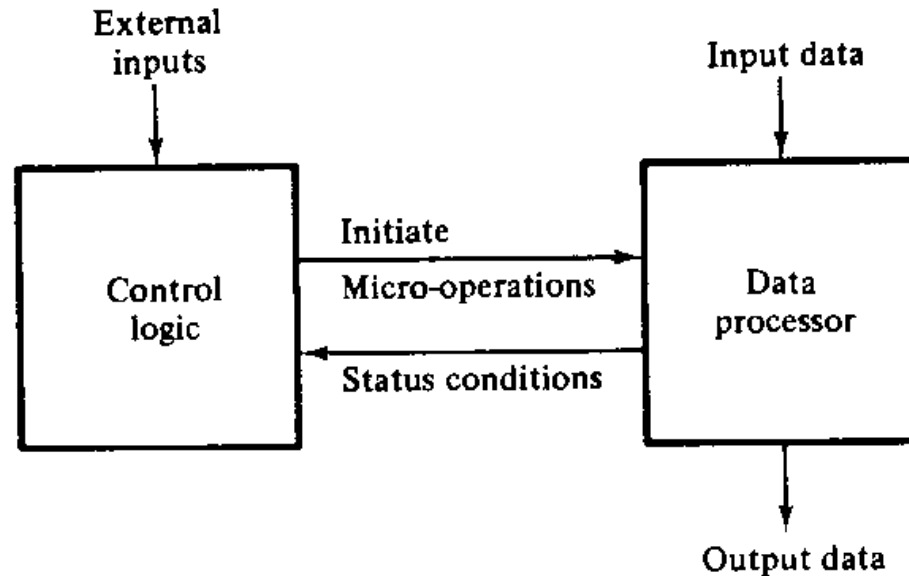 External
inputs
Input data
Initiate
Micro-operations
Control
logic
Data
processor
Status conditions
Output data